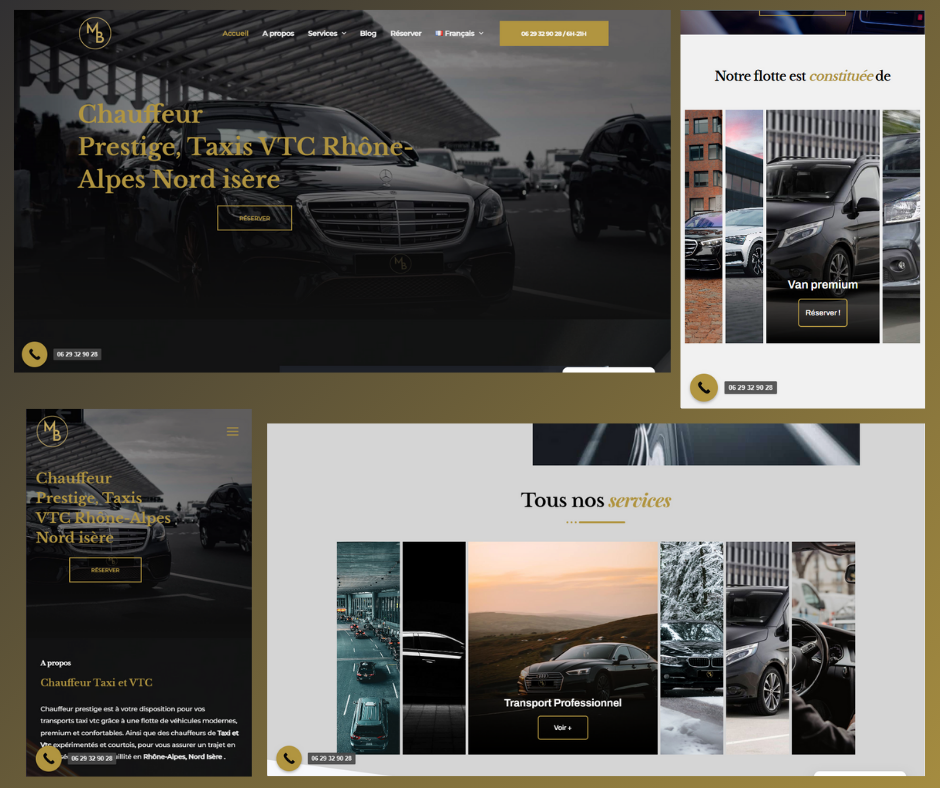 MB
Accueil A propos Services Blog Réserver Français 06 29 32 90 28 / 6H-21H
Chauffeur
Prestige, Taxis VTC Rhône-
Alpes Nord isère
RÉSERVER
MB
06 29 32 90 28
Notre flotte est constituée de
Van premium
Réserver !
06 29 32 90 28
MB
Chauffeur
Prestige, Taxis
VTC Rhône-Alpes
Nord isère
RÉSERVER
A propos
Chauffeur Taxi et VTC
Chauffeur prestige est à votre disposition pour vos
transports taxi vtc grâce à une flotte de véhicules modernes,
premium et confortables. Ainsi que des chauffeurs de Taxi et
Vtc expérimentés et courtois, pour vous assurer un trajet en
en Rhône-Alpes, Nord Isère .
06 29 32 90 28
Tous nos services
Transport Professionnel
Voir +
06 29 32 90 28